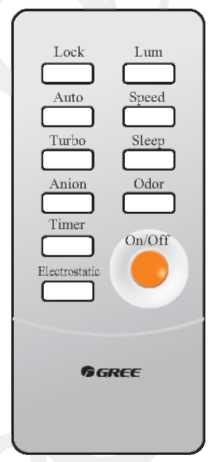 Lock Lum
Auto Speed
Turbo Sleep
Anion Odor
Timer
On/Off
Electrostatic
GREE